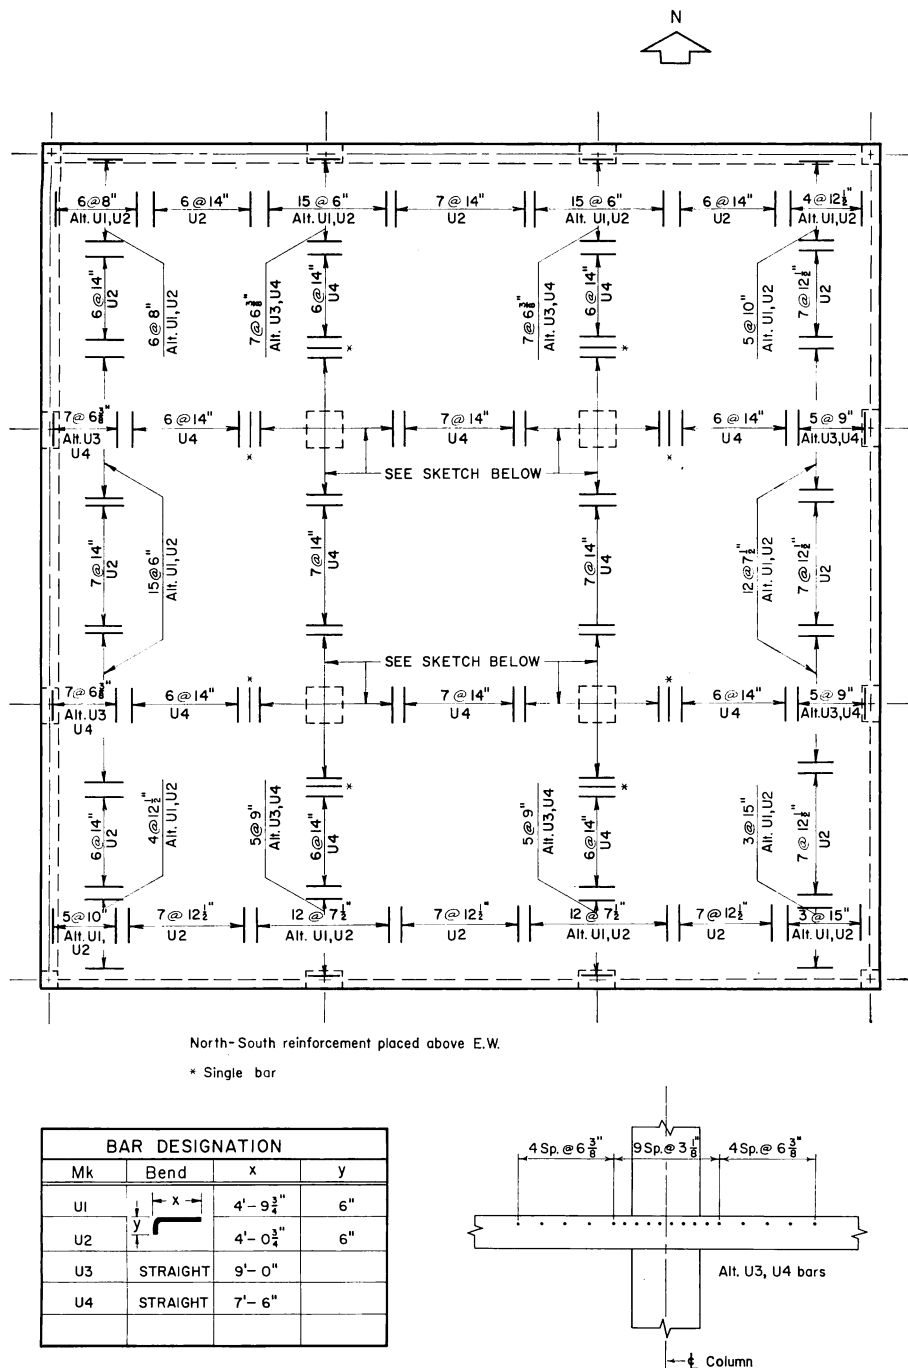 N
6@8" 6@14" 15@6" 7@14" 15@6" 6@14" 4@12½"
Alt. U1,U2 U2 Alt. U1,U2 U2 Alt. U1,U2 U2 Alt. U1,U2
6@14"
U2
6@8"
Alt. U1,U2
7@6⅜"
Alt. U3,U4
6@14"
U4
7@6⅜"
Alt. U3,U4
6@14"
U4
5@10"
Alt. U1,U2
7@12½"
U2
*
*
7@6⅜" 6@14" 7@14" 6@14" 5@9"
Alt.U3 U4 U4 U4 Alt.U3,U4
U4
*
*
SEE SKETCH BELOW
7@14"
U2
15@6"
Alt. U1,U2
7@14"
U4
7@14"
U4
12@7½"
Alt. U1,U2
7@12½"
U2
SEE SKETCH BELOW
*
*
7@6⅜" 6@14" 7@14" 6@14" 5@9"
Alt.U3 U4 U4 U4 Alt.U3,U4
U4
*
*
6@14"
U2
4@12½"
Alt. U1,U2
5@9"
Alt. U3,U4
6@14"
U4
5@9"
Alt. U3,U4
6@14"
U4
3@15"
Alt. U1,U2
7@12½"
U2
5@10" 7@12½" 12@7½" 7@12½" 12@7½" 7@12½" 3@15"
Alt. U1, U2 Alt. U1,U2 U2 Alt. U1,U2 U2 Alt. U1,U2
U2
North-South reinforcement placed above E.W.
* Single bar
BAR DESIGNATION
Mk Bend x y
U1 x 4'-9¾" 6"
y
U2 4'-0¾" 6"
U3 STRAIGHT 9'-0"
U4 STRAIGHT 7'-6"
4 Sp.@6⅜" 9Sp.@3⅛" 4 Sp.@6⅜"
Alt. U3, U4 bars
℄ Column